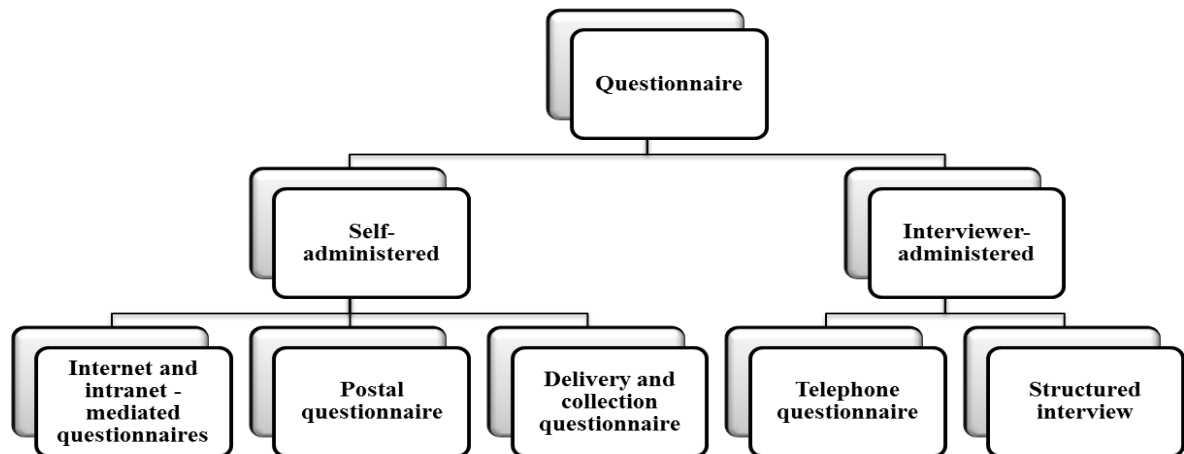 Questionnaire
Self-
administered
Interviewer-
administered
Internet and
intranet -
mediated
questionnaires
Postal
questionnaire
Delivery and
collection
questionnaire
Telephone
questionnaire
Structured
interview